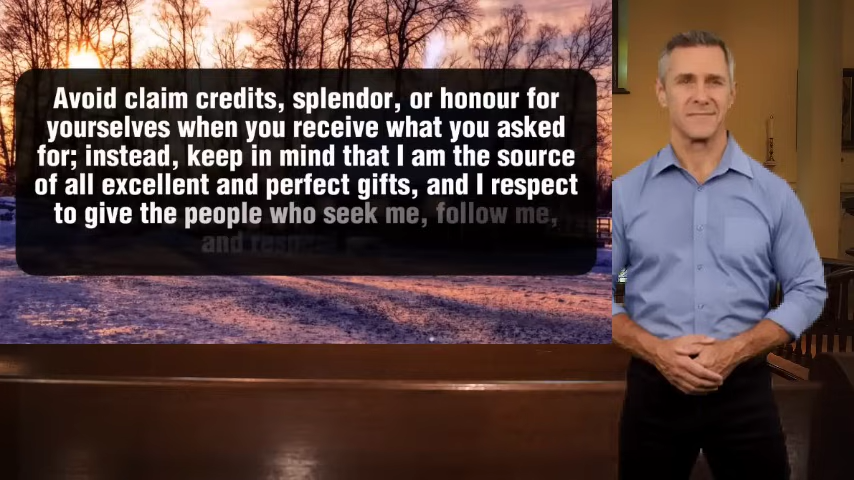 Avoid claim credits, splendor, or honour for
yourselves when you receive what you asked
for; instead, keep in mind that I am the source
of all excellent and perfect gifts, and I respect
to give the people who seek me, follow me,
and